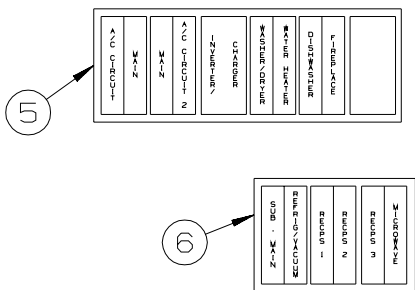 5
A/C CIRCUIT
MAIN
MAIN
A/C CIRCUIT 2
INVERTER/
CHARGER
WASHER/DRYER
WATER HEATER
DISHWASHER
FIREPLACE
6
SUB-MAIN
REFRIG/VACUUM
RECPS 1
RECPS 2
RECPS 3
MICROWAVE